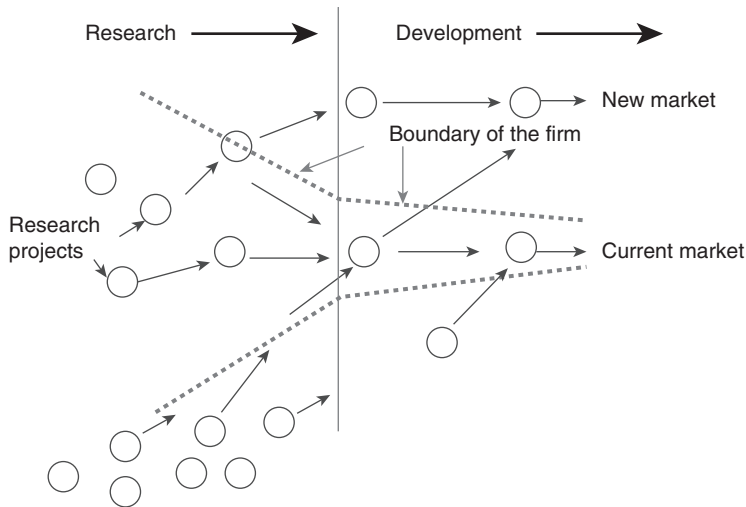 Research
Development
New market
Boundary of the firm
Research
projects
Current market